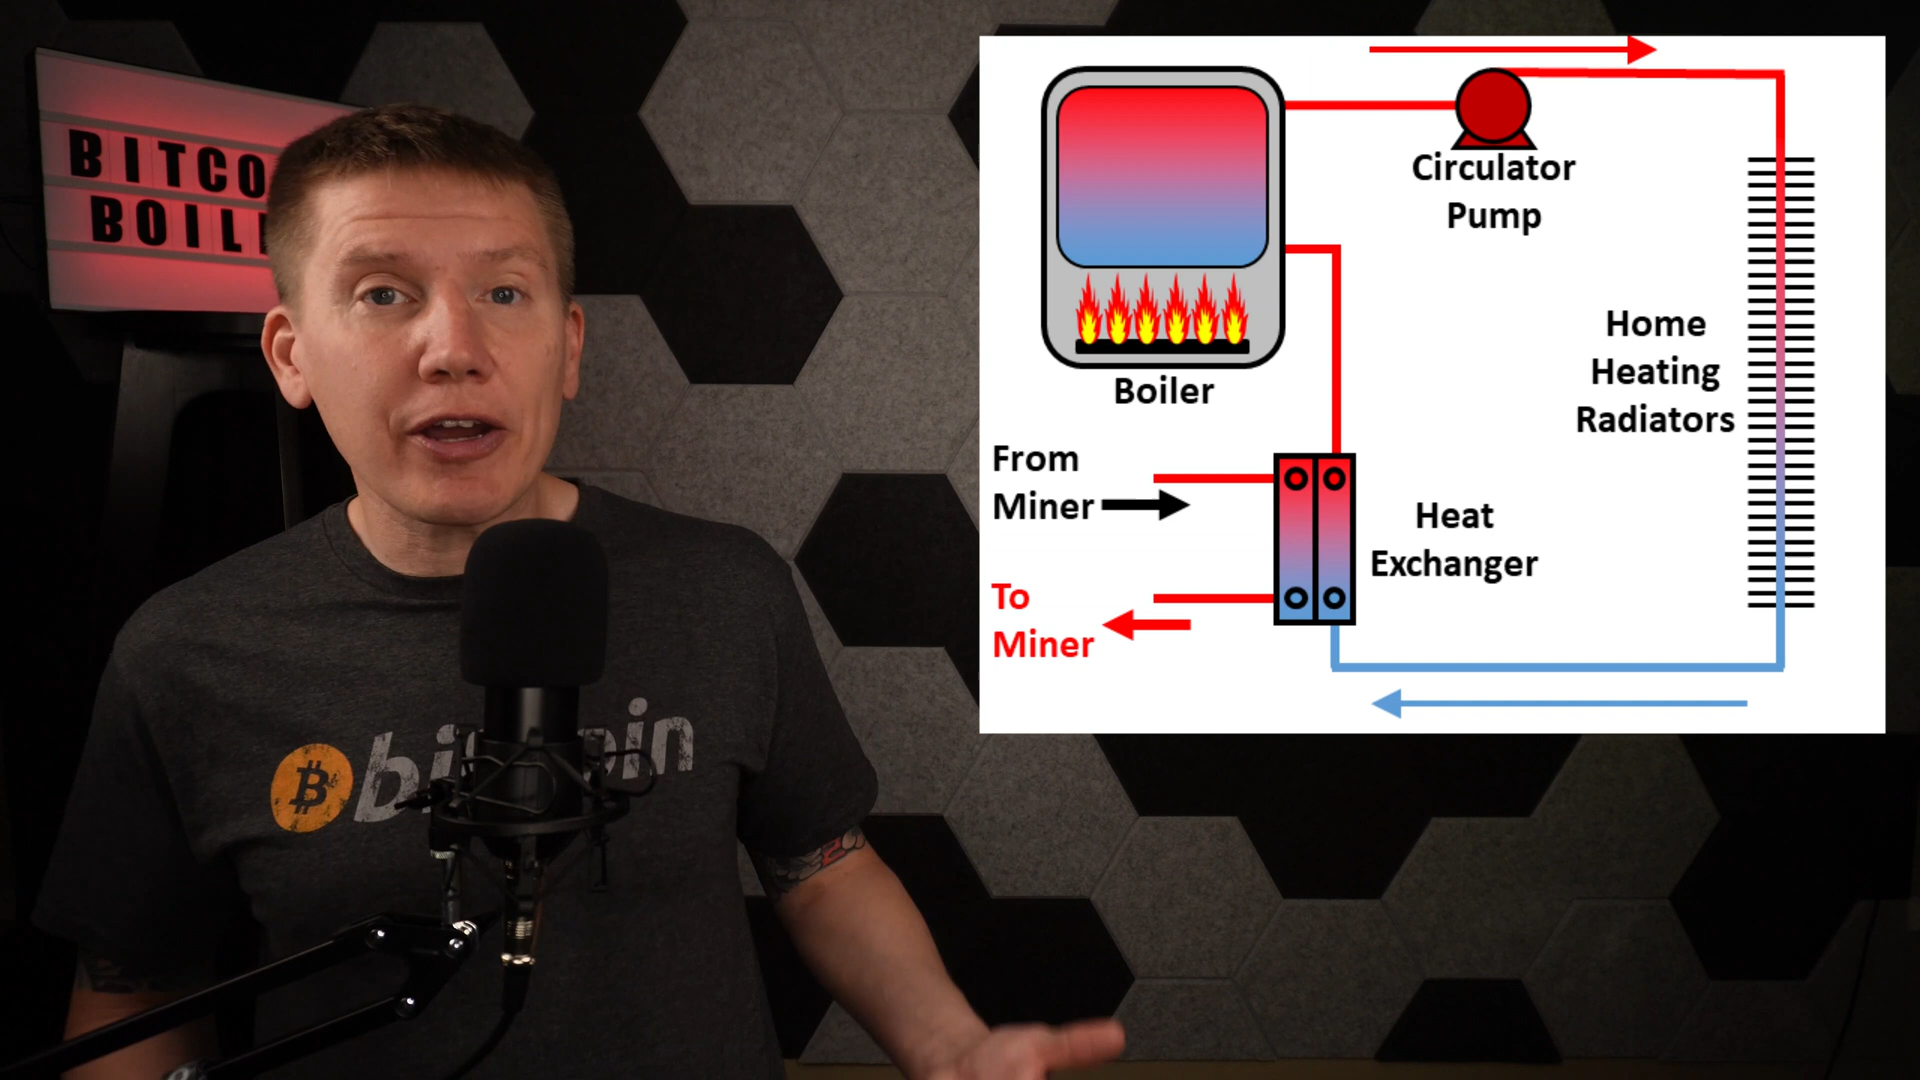 BITCO
BOIL
bi
in
Circulator
Pump
Boiler
Home
Heating
Radiators
From
Miner
To
Miner
Heat
Exchanger